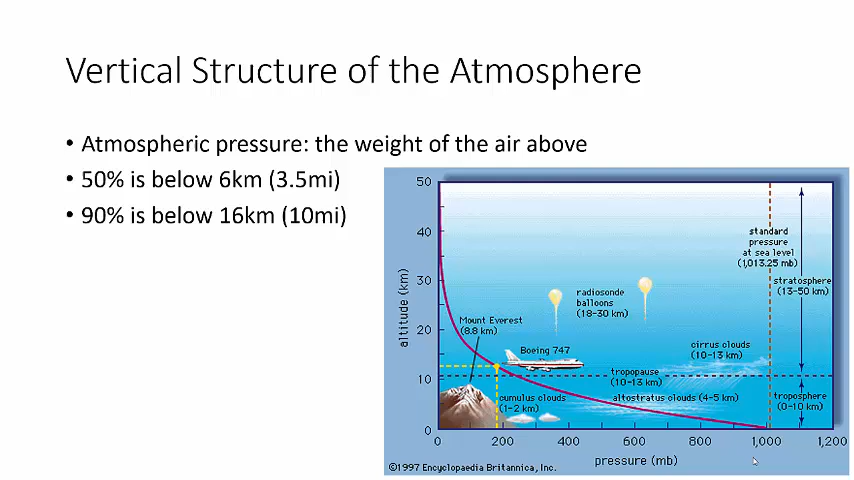 Vertical Structure of the Atmosphere
• Atmospheric pressure: the weight of the air above
• 50% is below 6km (3.5mi)
• 90% is below 16km (10mi)
50
40
30
20
10
0
altitude (km)
standard
pressure
at sea level
(1,013.25 mb)
stratosphere
(13–50 km)
radiosonde
balloons
(18–30 km)
Mount Everest
(8.8 km)
Boeing 747
cirrus clouds
(10–13 km)
tropopause
(10–13 km)
cumulus clouds
(1–2 km)
altostratus clouds (4–5 km)
troposphere
(0–10 km)
0 200 400 600 800 1,000 1,200
pressure (mb)
©1997 Encyclopaedia Britannica, Inc.